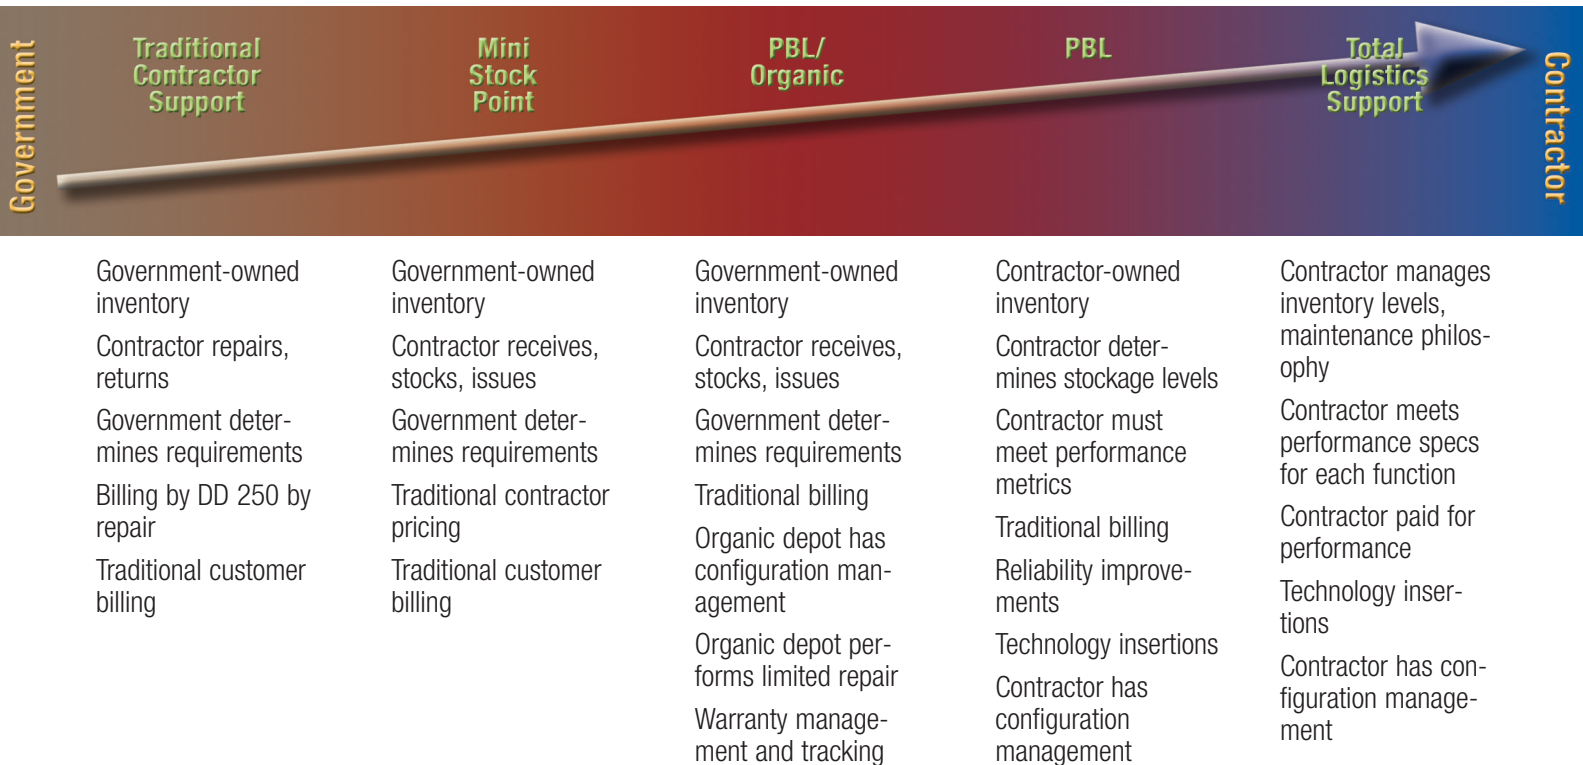 Government
Traditional
Contractor
Support
Mini
Stock
Point
PBL/
Organic
PBL
Total
Logistics
Support
Contractor
Government-owned
inventory
Contractor repairs,
returns
Government deter-
mines requirements
Billing by DD 250 by
repair
Traditional customer
billing
Government-owned
inventory
Contractor receives,
stocks, issues
Government deter-
mines requirements
Traditional contractor
pricing
Traditional customer
billing
Government-owned
inventory
Contractor receives,
stocks, issues
Government deter-
mines requirements
Traditional billing
Organic depot has
configuration man-
agement
Organic depot per-
forms limited repair
Warranty manage-
ment and tracking
Contractor-owned
inventory
Contractor deter-
mines stockage levels
Contractor must
meet performance
metrics
Traditional billing
Reliability improve-
ments
Technology insertions
Contractor has
configuration
management
Contractor manages
inventory levels,
maintenance philos-
ophy
Contractor meets
performance specs
for each function
Contractor paid for
performance
Technology inser-
tions
Contractor has con-
figuration manage-
ment